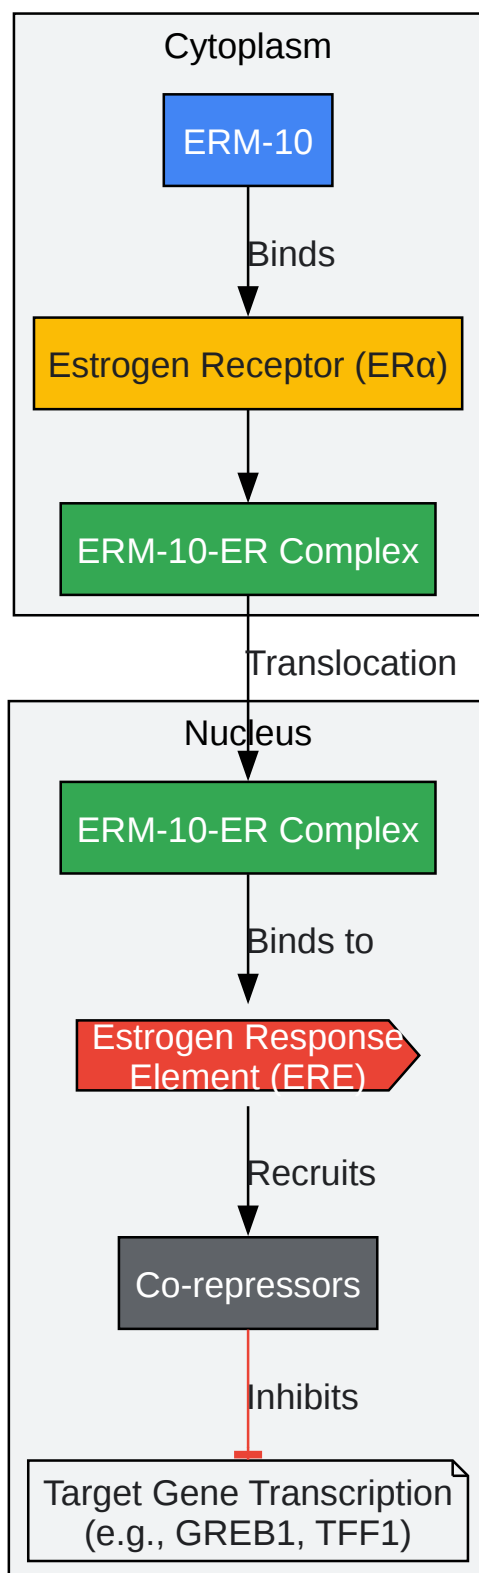 Cytoplasm
ERM-10
Binds
Estrogen Receptor (ERα)
ERM-10-ER Complex
Translocation
Nucleus
ERM-10-ER Complex
Binds to
Estrogen Response
Element (ERE)
Recruits
Co-repressors
Inhibits
Target Gene Transcription
(e.g., GREB1, TFF1)